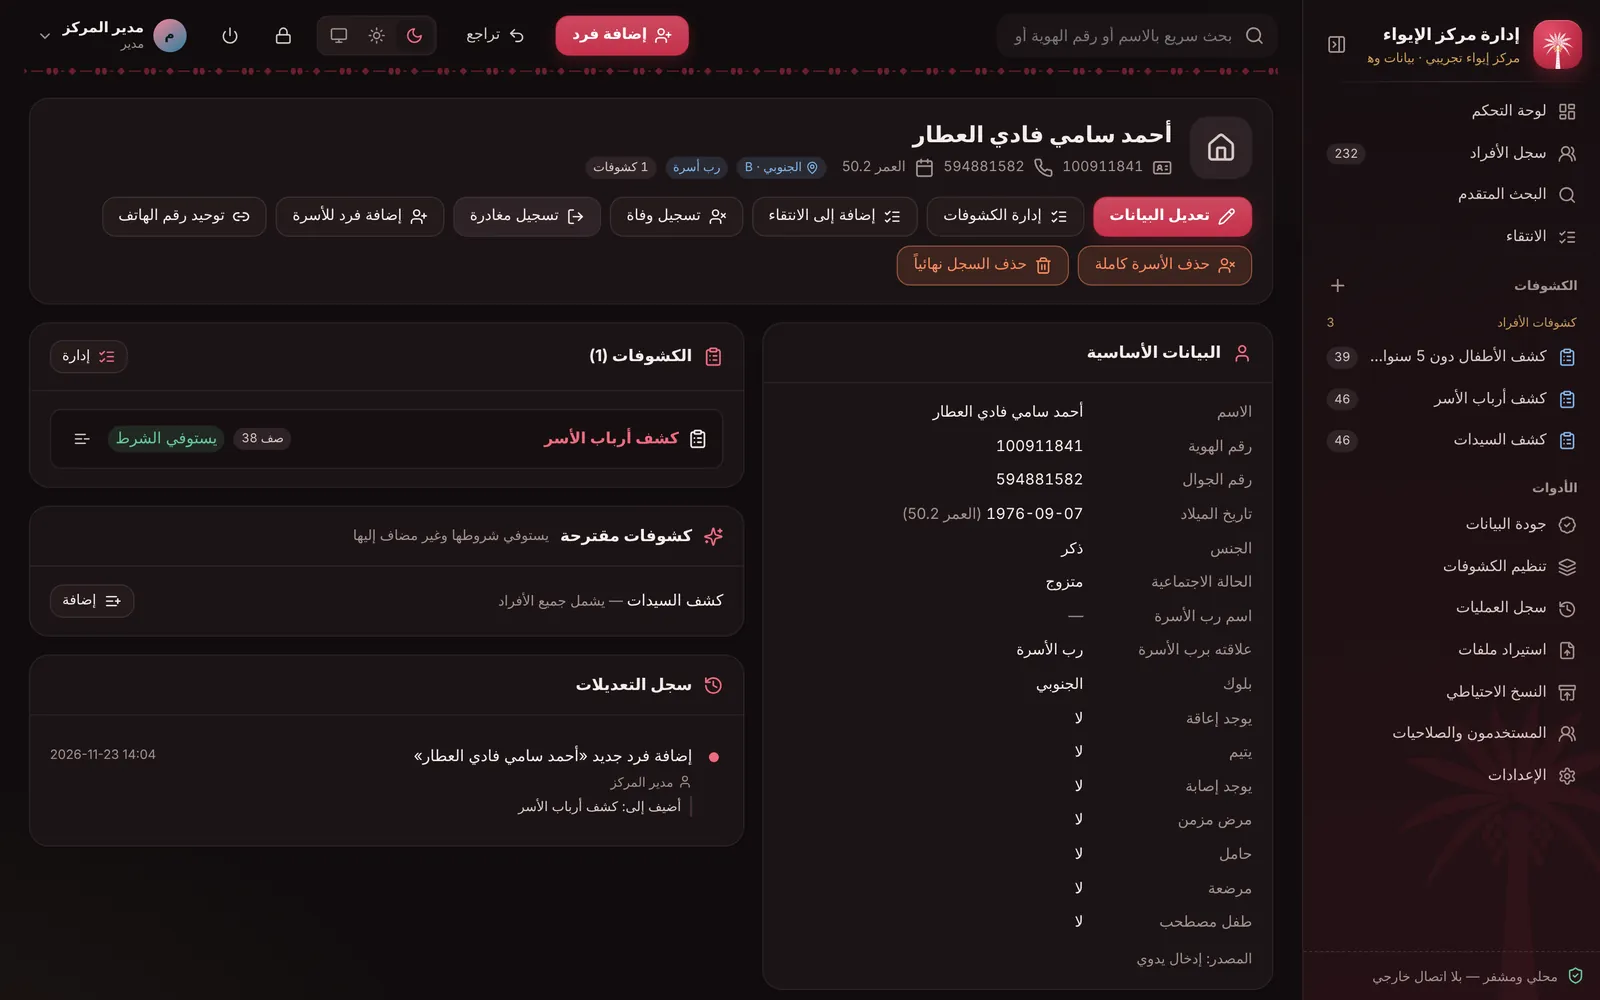 إدارة مركز الإيواء
مركز إيواء تجريبي · بيانات وه
لوحة التحكم
سجل الأفراد 232
البحث المتقدم
الانتقاء
الكشوفات
كشوفات الأفراد 3
كشف الأطفال دون 5 سنوا... 39
كشف أرباب الأسر 46
كشف السيدات 46
الأدوات
جودة البيانات
تنظيم الكشوفات
سجل العمليات
استيراد ملفات
النسخ الاحتياطي
المستخدمون والصلاحيات
الإعدادات
محلي ومشفر — بلا اتصال خارجي
بحث سريع بالاسم أو رقم الهوية أو
إضافة فرد
تراجع
م
مدير المركز
مدير
أحمد سامي فادي العطار
100911841 594881582 العمر 50.2 الجنوبي · B رب أسرة 1 كشوفات
تعديل البيانات
إدارة الكشوفات
إضافة إلى الانتقاء
تسجيل وفاة
تسجيل مغادرة
إضافة فرد للأسرة
توحيد رقم الهاتف
حذف الأسرة كاملة
حذف السجل نهائياً
البيانات الأساسية
الاسم أحمد سامي فادي العطار
رقم الهوية 100911841
رقم الجوال 594881582
تاريخ الميلاد 1976-09-07 (العمر 50.2)
الجنس ذكر
الحالة الاجتماعية متزوج
اسم رب الأسرة —
علاقته برب الأسرة رب الأسرة
بلوك الجنوبي
يوجد إعاقة لا
يتيم لا
يوجد إصابة لا
مرض مزمن لا
حامل لا
مرضعة لا
طفل مصطحب لا
المصدر: إدخال يدوي
الكشوفات (1)
إدارة
كشف أرباب الأسر صف 38 يستوفي الشرط
كشوفات مقترحة يستوفي شروطها وغير مضاف إليها
كشف السيدات — يشمل جميع الأفراد
إضافة
سجل التعديلات
إضافة فرد جديد «أحمد سامي فادي العطار» 2026-11-23 14:04
مدير المركز
أضيف إلى: كشف أرباب الأسر